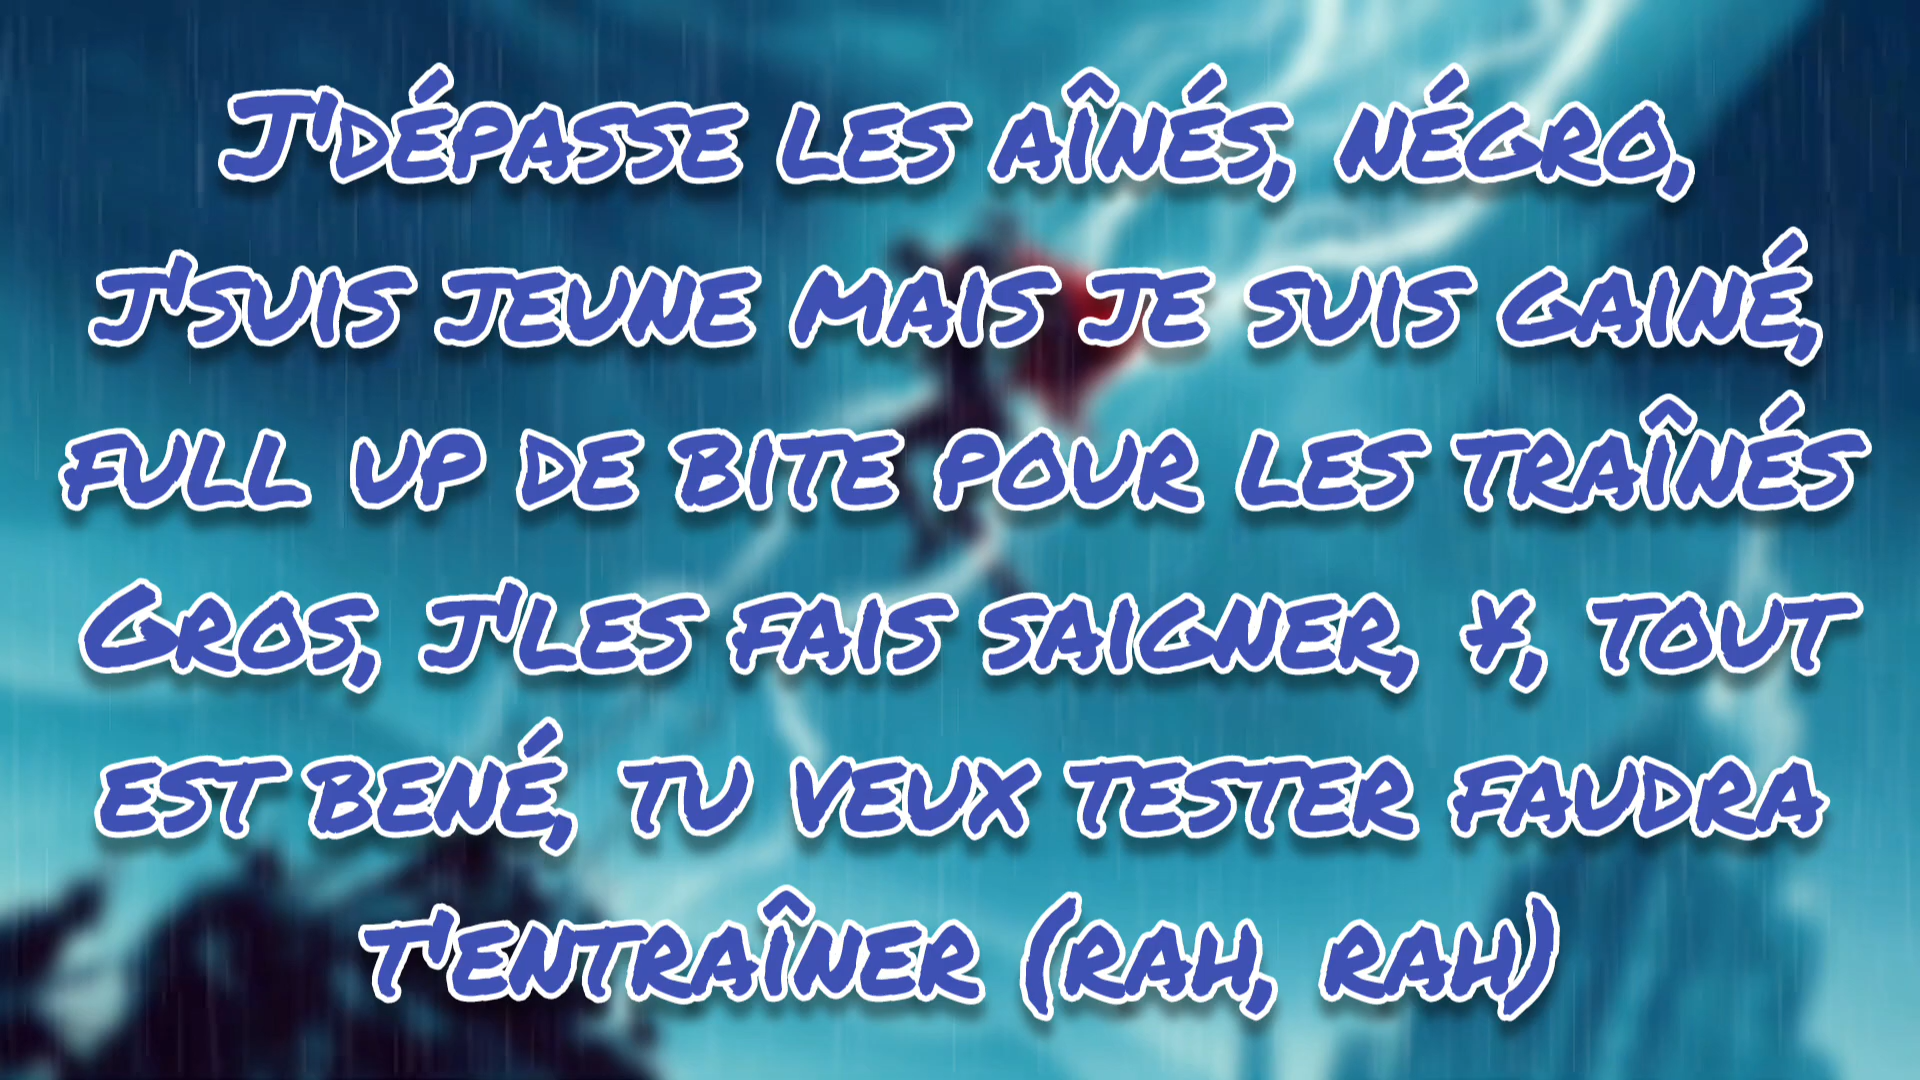 J'dépasse les aînés, négro,
j'suis jeune mais je suis gainé,
full up de bite pour les traînés
Gros, j'les fais saigner, Y, tout
est bené, tu veux tester faudra
t'entraîner (rah, rah)